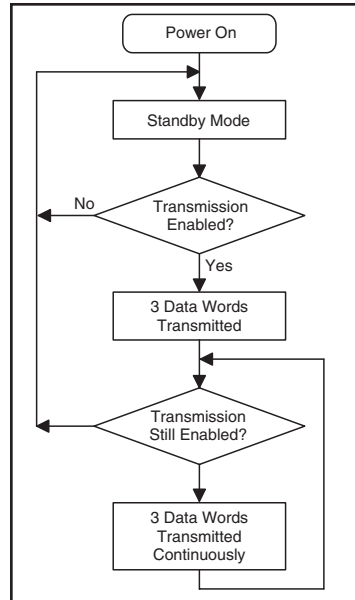 Power On
Standby Mode
Transmission
Enabled?
No
Yes
3 Data Words
Transmitted
Transmission
Still Enabled?
3 Data Words
Transmitted
Continuously